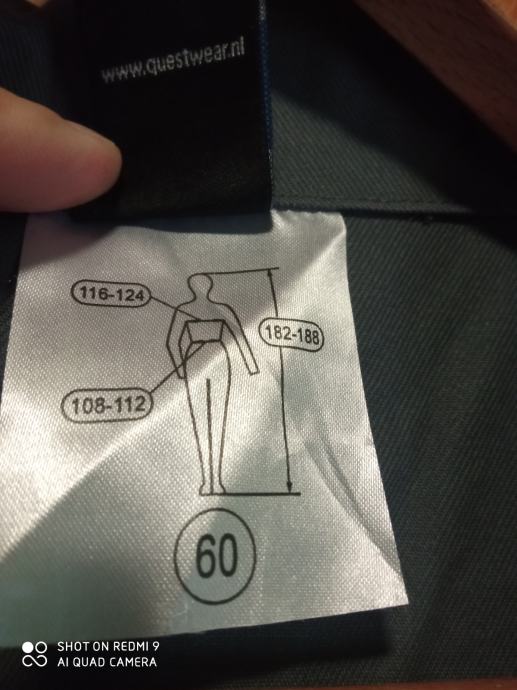 www.questwear.nl
116-124
182-188
108-112
60
SHOT ON REDMI 9
AI QUAD CAMERA